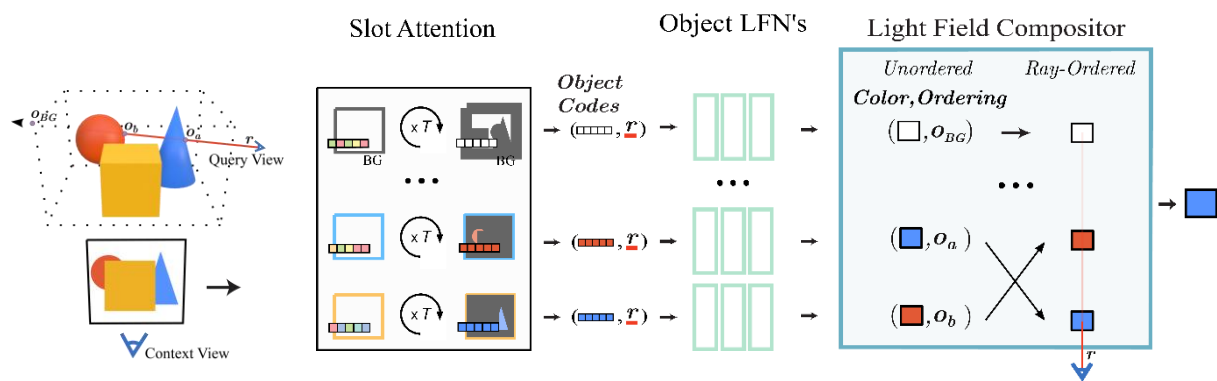 Slot Attention
Object LFN's
Light Field Compositor
o_BG
o_b
o_a
r
Query View
Context View
Object
Codes
x T
BG
BG
( , r)
...
x T
( , r)
x T
( , r)
...
Unordered
Ray-Ordered
Color,Ordering
( , o_BG)
...
( , o_a )
( , o_b )
r